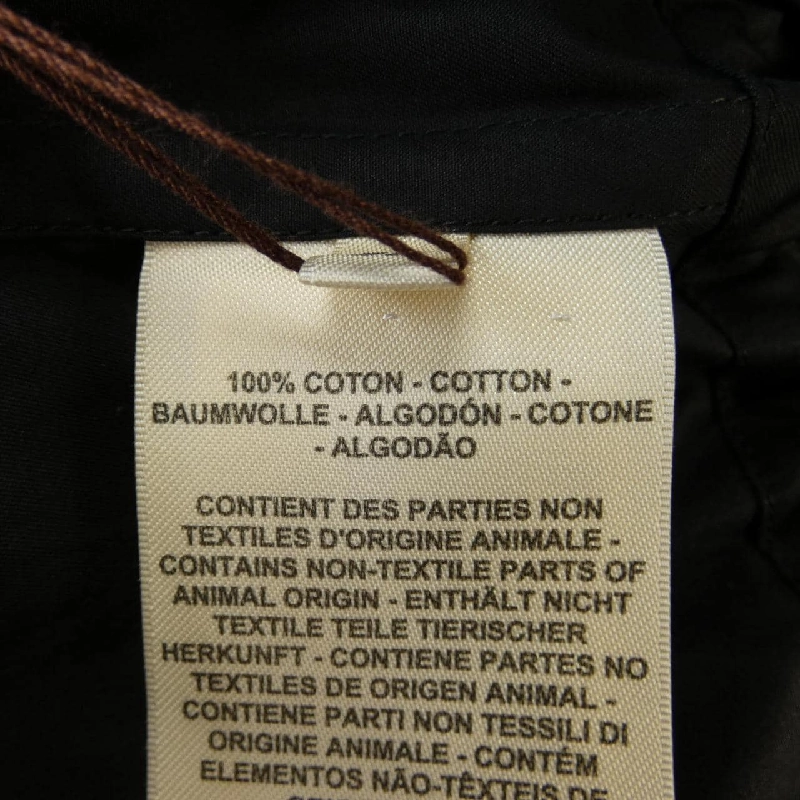 100% COTON - COTTON -
BAUMWOLLE - ALGODÓN - COTONE
- ALGODÃO
CONTIENT DES PARTIES NON
TEXTILES D'ORIGINE ANIMALE -
CONTAINS NON-TEXTILE PARTS OF
ANIMAL ORIGIN - ENTHÄLT NICHT
TEXTILE TEILE TIERISCHER
HERKUNFT - CONTIENE PARTES NO
TEXTILES DE ORIGEN ANIMAL -
CONTIENE PARTI NON TESSILI DI
ORIGINE ANIMALE - CONTÉM
ELEMENTOS NÃO-TÊXTEIS DE